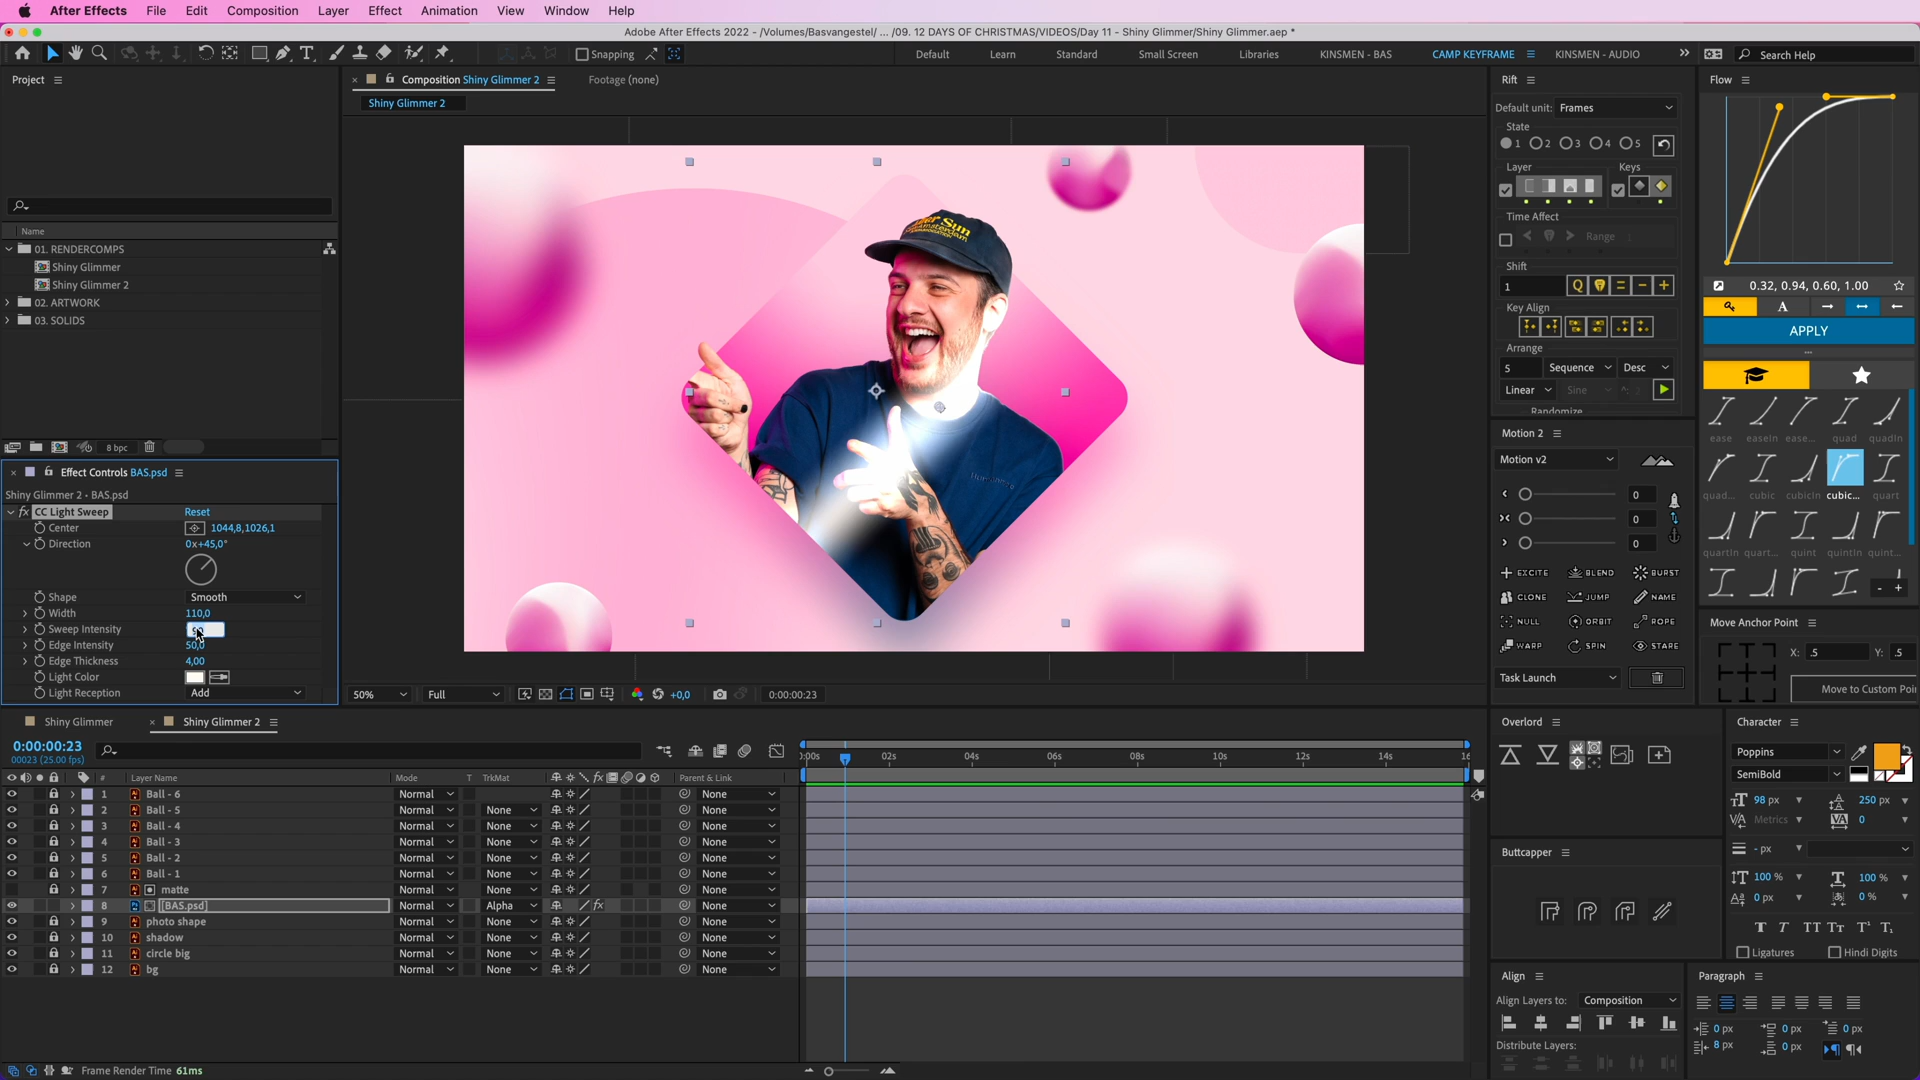 After Effects File Edit Composition Layer Effect Animation View Window Help
Adobe After Effects 2022 - /Volumes/Basvangestel/ ... /09. 12 DAYS OF CHRISTMAS/VIDEOS/Day 11 - Shiny Glimmer/Shiny Glimmer.aep *
Snapping Default Learn Standard Small Screen Libraries KINSMEN - BAS CAMP KEYFRAME KINSMEN - AUDIO Search Help
Project
Composition Shiny Glimmer 2 Footage (none)
Shiny Glimmer 2
Name
01. RENDERCOMPS
Shiny Glimmer
Shiny Glimmer 2
02. ARTWORK
03. SOLIDS
8 bpc
Effect Controls BAS.psd
Shiny Glimmer 2 • BAS.psd
fx CC Light Sweep Reset
Center 1044,8,1026,1
Direction 0x+45,0°
Shape Smooth
Width 110,0
Sweep Intensity
Edge Intensity 50,0
Edge Thickness 4,00
Light Color
Light Reception Add
Sun
Amsterdam
50% Full +0,0 0:00:00:23
Rift
Default unit: Frames
State
1 2 3 4 5
Layer Keys
Time Affect
Range 1
Shift
1 Q
Key Align
Arrange
5 Sequence Desc
Linear Sine
Randomize
Motion 2
Motion v2
0
0
0
EXCITE BLEND BURST
CLONE JUMP NAME
NULL ORBIT ROPE
WARP SPIN STARE
Task Launch
Flow
0.32, 0.94, 0.60, 1.00
A
APPLY
ease easeIn ease... quad quadIn
quad... cubic cubicIn cubic... quart
quartIn quart... quint quintIn quint...
Move Anchor Point
X: .5 Y: .5
Move to Custom Poi
Shiny Glimmer Shiny Glimmer 2
0:00:00:23
00023 (25.00 fps)
:00s 02s 04s 06s 08s 10s 12s 14s 16
# Layer Name Mode T TrkMat Parent & Link
1 Ball - 6 Normal None
2 Ball - 5 Normal None None
3 Ball - 4 Normal None None
4 Ball - 3 Normal None None
5 Ball - 2 Normal None None
6 Ball - 1 Normal None None
7 matte Normal None None
8 [BAS.psd] Normal Alpha None
9 photo shape Normal None None
10 shadow Normal None None
11 circle big Normal None None
12 bg Normal None None
Frame Render Time 61ms
Overlord
Buttcapper
Align
Align Layers to: Composition
Distribute Layers:
Character
Poppins
SemiBold
98 px 250 px
Metrics 0
- px
100 % 100 %
0 px 0 %
T T TT Tт T¹ T₁
Ligatures Hindi Digits
Paragraph
0 px 0 px 0 px
8 px 0 px